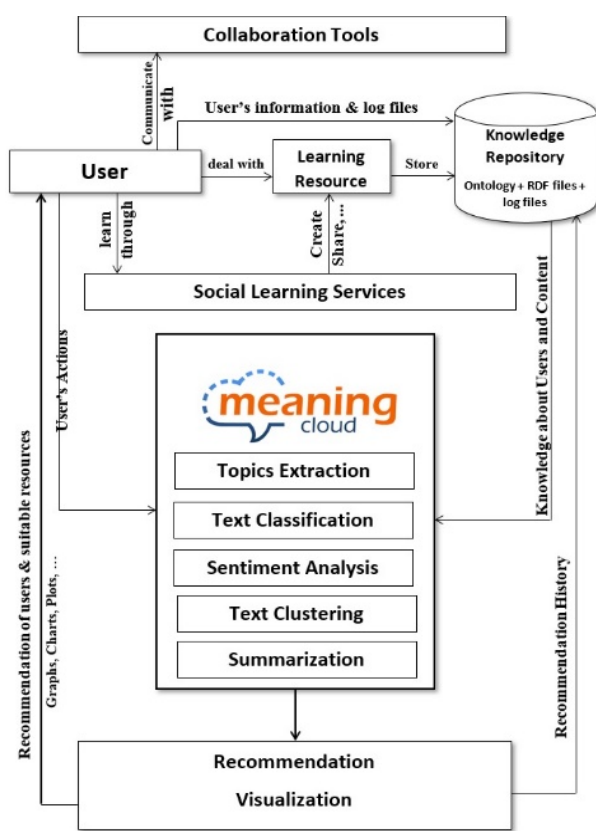 Collaboration Tools
Communicate
with
User's information & log files
Knowledge
Repository
Ontology + RDF files +
log files
User
deal with
Learning
Resource
Store
learn
through
Create
Share, ...
Social Learning Services
User's Actions
Knowledge about Users and Content
meaning
cloud
Topics Extraction
Text Classification
Sentiment Analysis
Text Clustering
Summarization
Recommendation of users & suitable resources
Graphs, Charts, Plots, ...
Recommendation History
Recommendation
Visualization